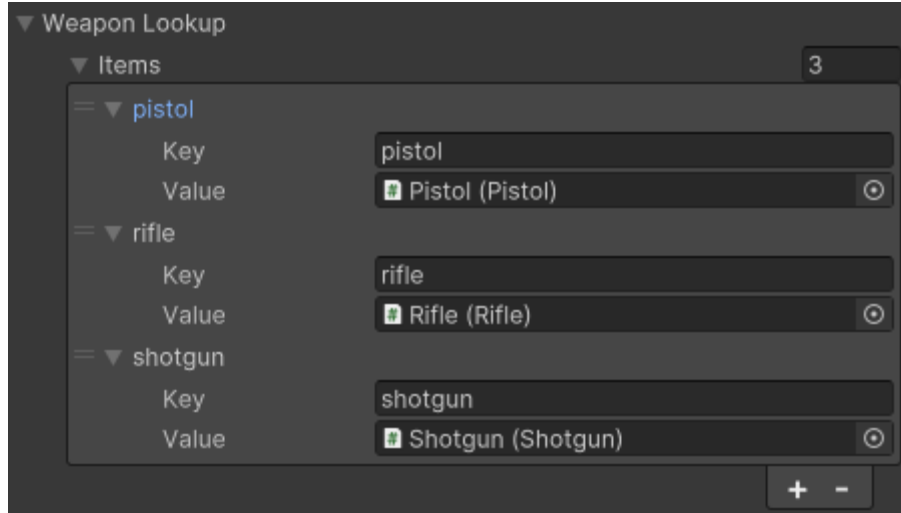 Weapon Lookup
Items 3
pistol
Key pistol
Value Pistol (Pistol)
rifle
Key rifle
Value Rifle (Rifle)
shotgun
Key shotgun
Value Shotgun (Shotgun)
+ -